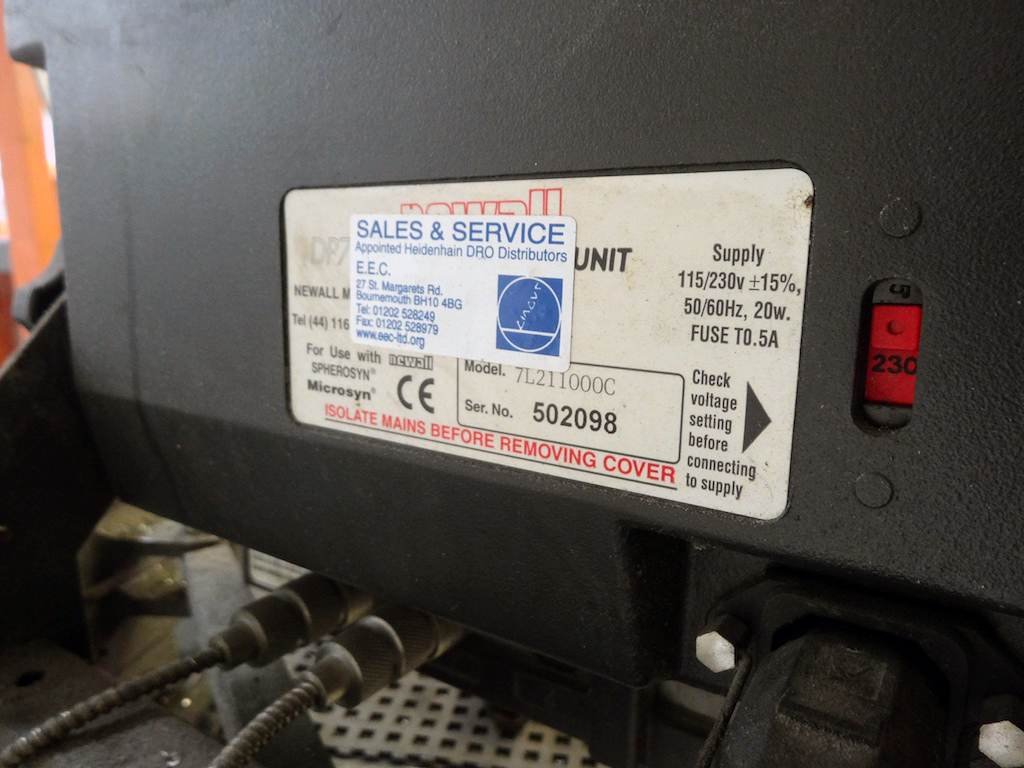 newall
DP7
UNIT
SALES & SERVICE
Appointed Heidenhain DRO Distributors
E.E.C.
27 St. Margarets Rd.
Bournemouth BH10 4BG
Tel: 01202 528249
Fax: 01202 528979
www.eec-ltd.org
NEWALL M
Tel (44) 116
Supply
115/230v ±15%,
50/60Hz, 20w.
FUSE T0.5A
For Use with newall
SPHEROSYN®
Microsyn®
CE
Model. 7L211000C
Ser. No. 502098
Check
voltage
setting
before
connecting
to supply
ISOLATE MAINS BEFORE REMOVING COVER
230